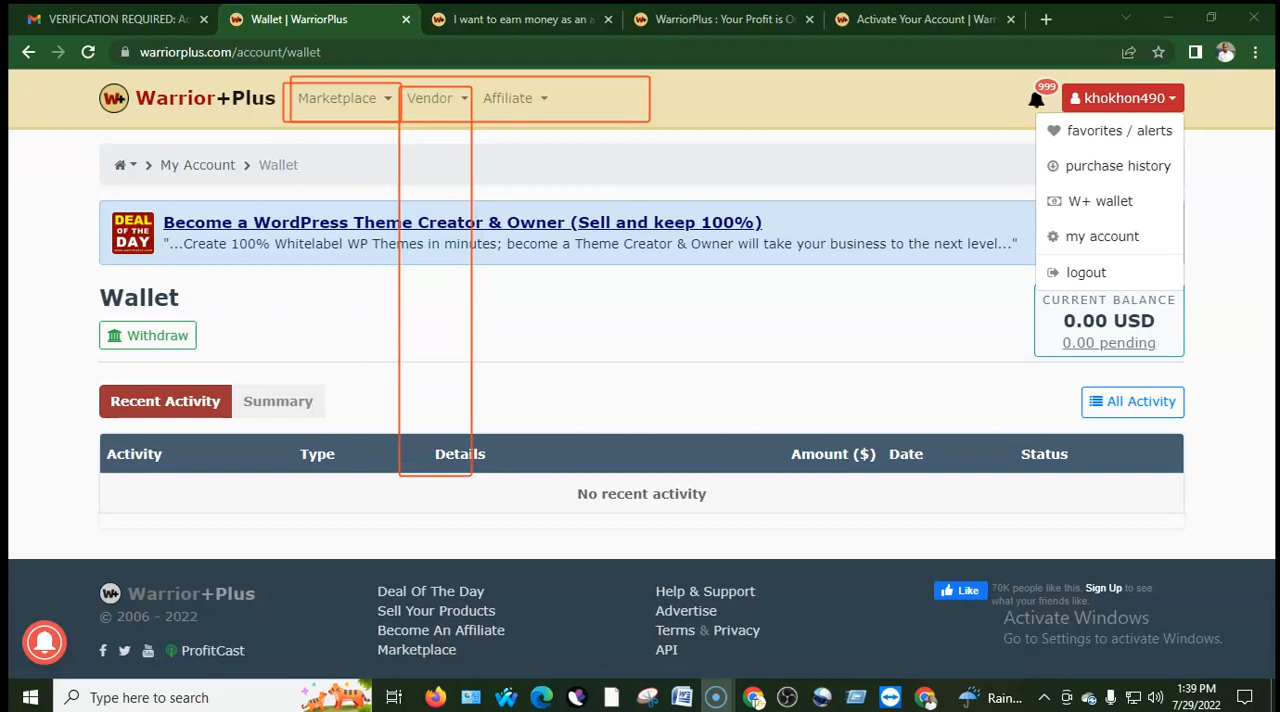 VERIFICATION REQUIRED: Ac
Wallet | WarriorPlus
I want to earn money as an a
WarriorPlus : Your Profit is O
Activate Your Account | Warr
warriorplus.com/account/wallet
W+ Warrior+Plus
Marketplace
Vendor
Affiliate
999
khokhon490
favorites / alerts
purchase history
W+ wallet
my account
logout
My Account
Wallet
DEAL OF THE DAY
Become a WordPress Theme Creator & Owner (Sell and keep 100%)
"...Create 100% Whitelabel WP Themes in minutes; become a Theme Creator & Owner will take your business to the next level..."
Wallet
Withdraw
CURRENT BALANCE
0.00 USD
0.00 pending
Recent Activity
Summary
All Activity
Activity Type Details Amount ($) Date Status
No recent activity
W+ Warrior+Plus
© 2006 - 2022
ProfitCast
Deal Of The Day
Sell Your Products
Become An Affiliate
Marketplace
Help & Support
Advertise
Terms & Privacy
API
Like
70K people like this. Sign Up to see
what your friends like.
Activate Windows
Go to Settings to activate Windows.
Type here to search
Rain...
1:39 PM
7/29/2022